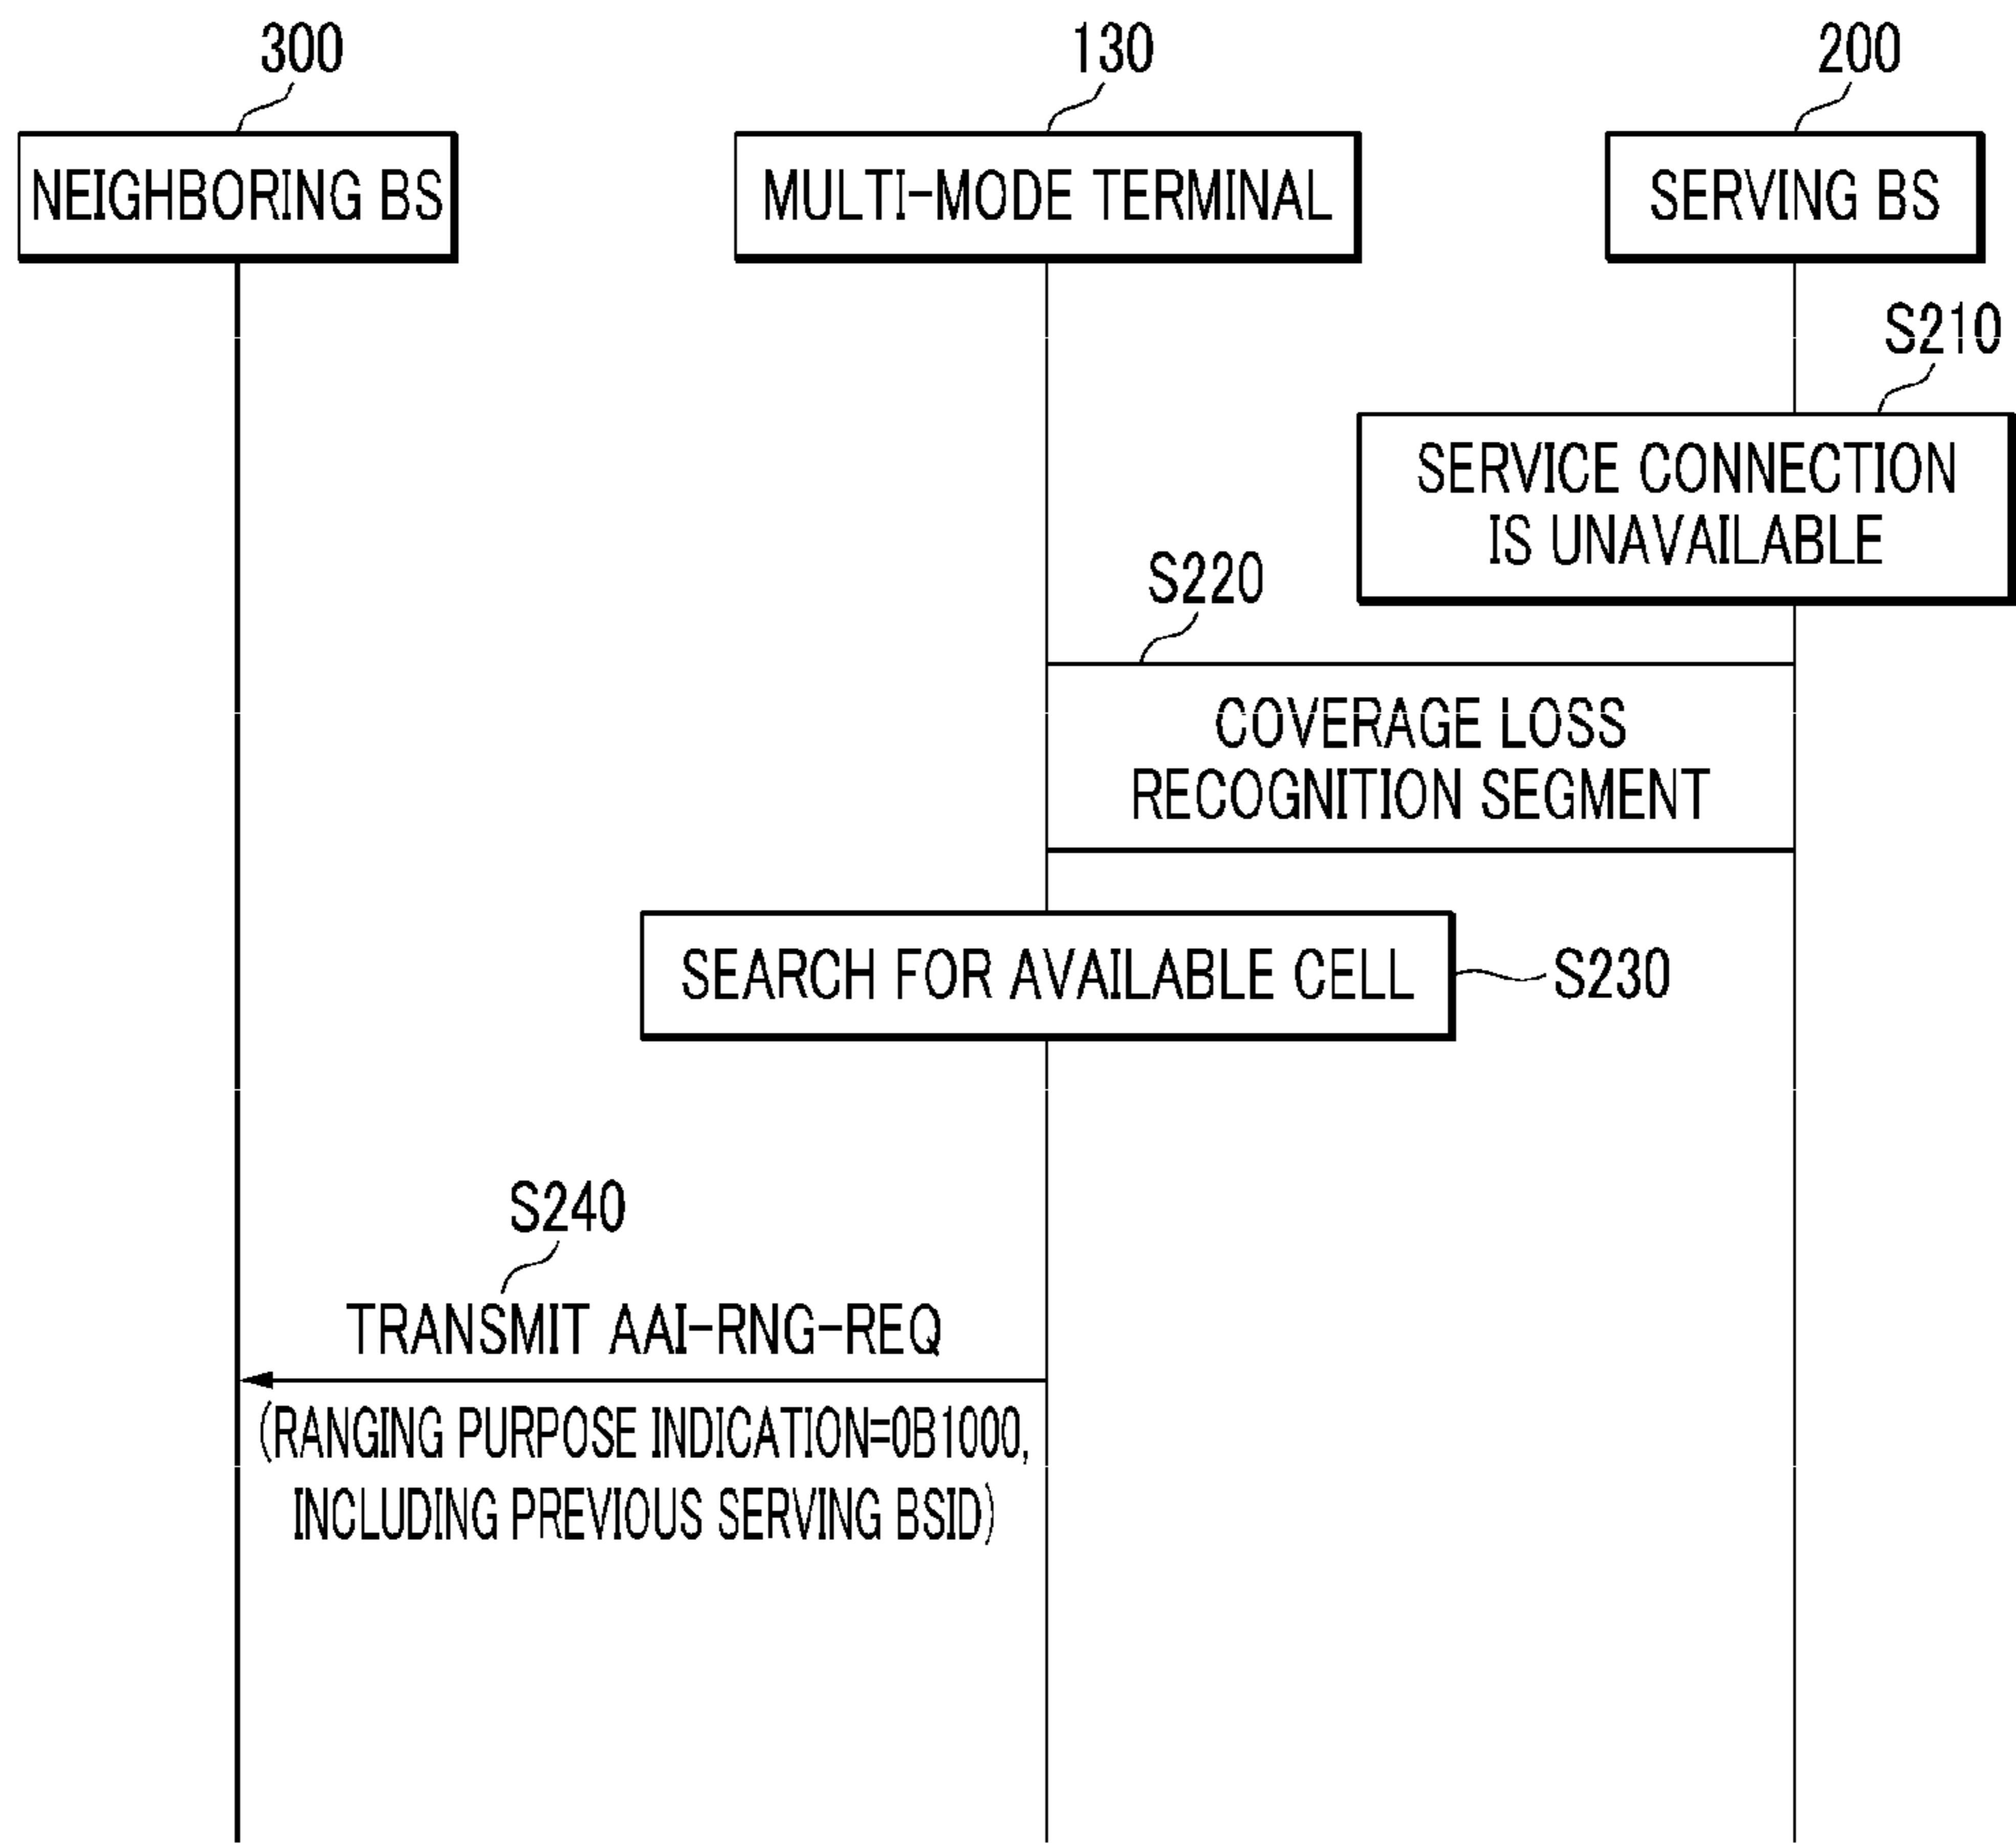 300
130
200
NEIGHBORING BS
MULTI-MODE TERMINAL
SERVING BS
S210
SERVICE CONNECTION
IS UNAVAILABLE
S220
COVERAGE LOSS
RECOGNITION SEGMENT
SEARCH FOR AVAILABLE CELL
S230
S240
TRANSMIT AAI-RNG-REQ
(RANGING PURPOSE INDICATION=0B1000,
INCLUDING PREVIOUS SERVING BSID)